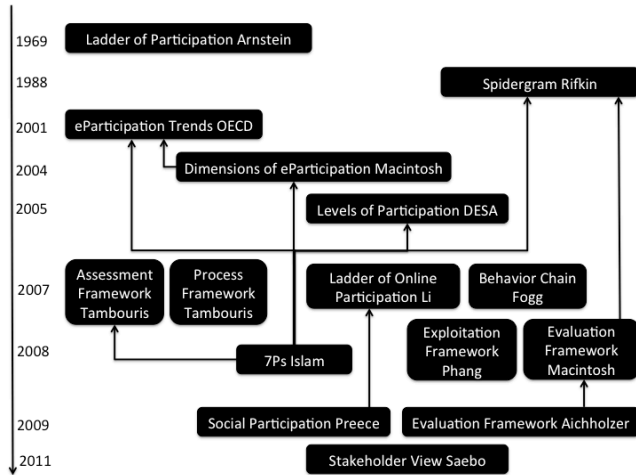 1969
Ladder of Participation Arnstein
1988
Spidergram Rifkin
2001
eParticipation Trends OECD
2004
Dimensions of eParticipation Macintosh
2005
Levels of Participation DESA
2007
Assessment
Framework
Tambouris
Process
Framework
Tambouris
Ladder of Online
Participation Li
Behavior Chain
Fogg
2008
7Ps Islam
Exploitation
Framework
Phang
Evaluation
Framework
Macintosh
2009
Social Participation Preece
Evaluation Framework Aichholzer
2011
Stakeholder View Saebo